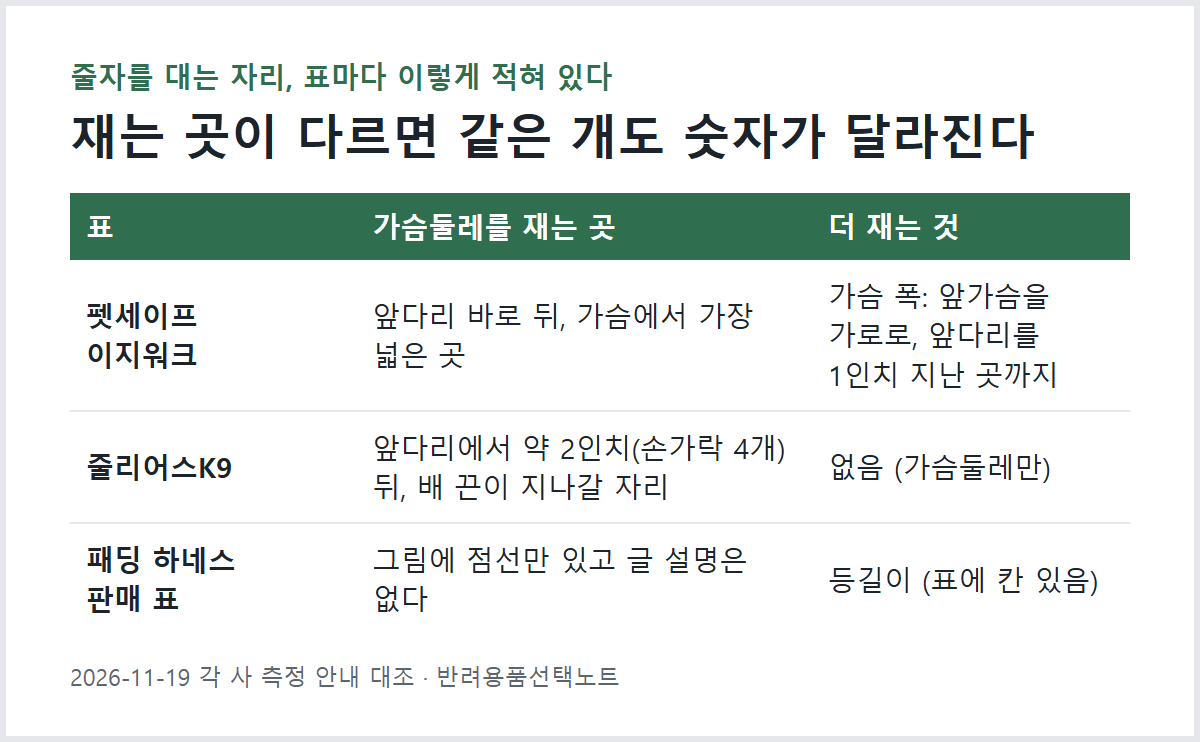 줄자를 대는 자리, 표마다 이렇게 적혀 있다
재는 곳이 다르면 같은 개도 숫자가 달라진다
표
가슴둘레를 재는 곳
더 재는 것
펫세이프
이지워크
앞다리 바로 뒤, 가슴에서 가장
넓은 곳
가슴 폭: 앞가슴을
가로로, 앞다리를
1인치 지난 곳까지
줄리어스K9
앞다리에서 약 2인치(손가락 4개)
뒤, 배 끈이 지나갈 자리
없음 (가슴둘레만)
패딩 하네스
판매 표
그림에 점선만 있고 글 설명은
없다
등길이 (표에 칸 있음)
2026-11-19 각 사 측정 안내 대조 · 반려용품선택노트